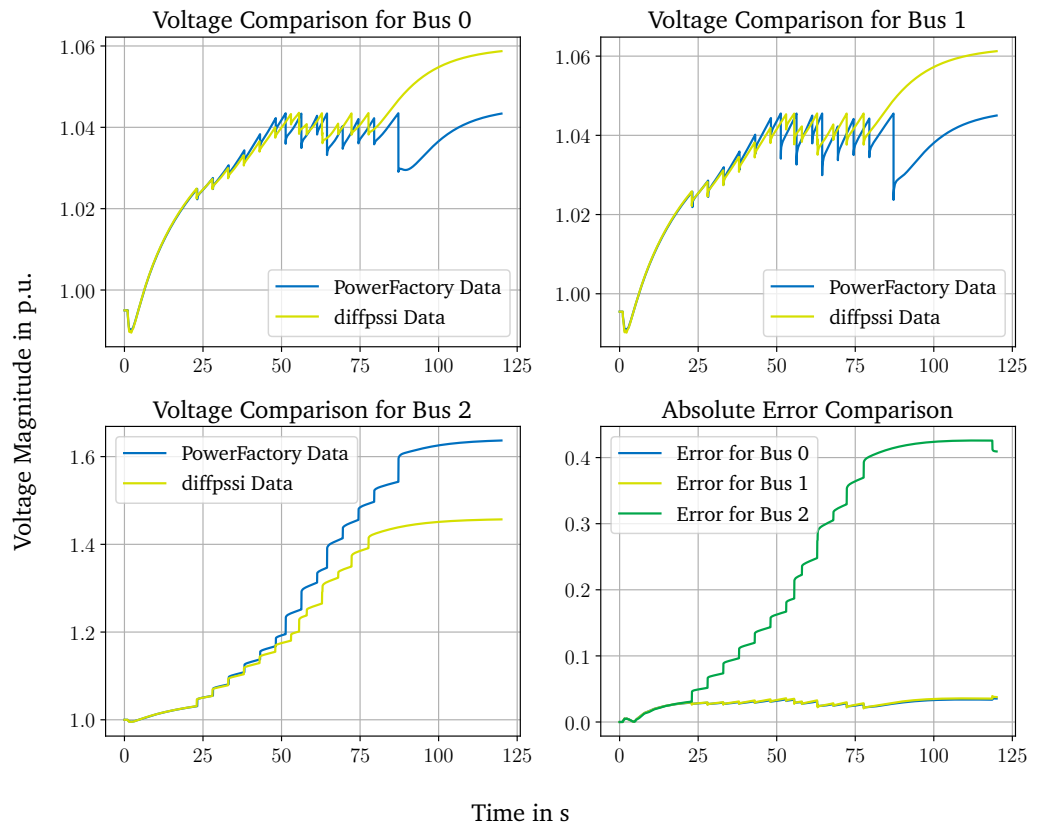 Voltage Comparison for Bus 0
Voltage Comparison for Bus 1
1.06
1.04
1.02
1.00
PowerFactory Data
diffpssi Data
0 25 50 75 100 125
1.06
1.04
1.02
1.00
PowerFactory Data
diffpssi Data
0 25 50 75 100 125
Voltage Magnitude in p.u.
Voltage Comparison for Bus 2
Absolute Error Comparison
1.6
1.4
1.2
1.0
PowerFactory Data
diffpssi Data
0 25 50 75 100 125
0.4
0.3
0.2
0.1
0.0
Error for Bus 0
Error for Bus 1
Error for Bus 2
0 25 50 75 100 125
Time in s